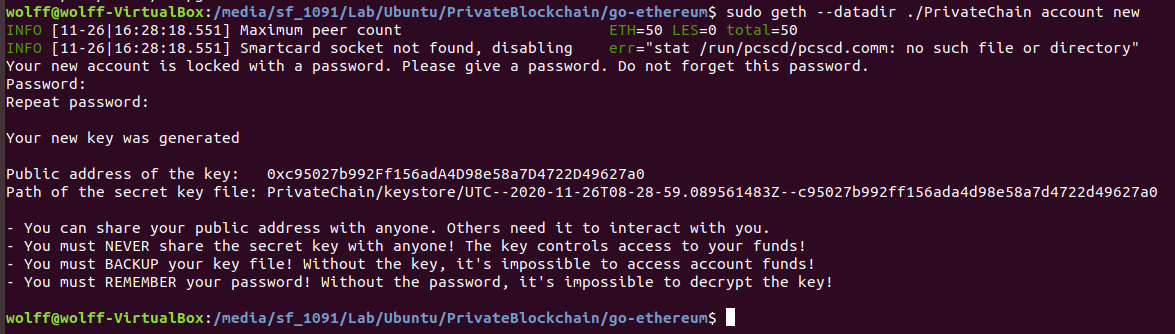 wolff@wolff-VirtualBox:/media/sf_1091/Lab/Ubuntu/PrivateBlockchain/go-ethereum$ sudo geth --datadir ./PrivateChain account new
INFO [11-26|16:28:18.551] Maximum peer count                       ETH=50 LES=0 total=50
INFO [11-26|16:28:18.551] Smartcard socket not found, disabling    err="stat /run/pcscd/pcscd.comm: no such file or directory"
Your new account is locked with a password. Please give a password. Do not forget this password.
Password:
Repeat password:
Your new key was generated
Public address of the key:   0xc95027b992Ff156adA4D98e58a7D4722D49627a0
Path of the secret key file: PrivateChain/keystore/UTC--2020-11-26T08-28-59.089561483Z--c95027b992ff156ada4d98e58a7d4722d49627a0
- You can share your public address with anyone. Others need it to interact with you.
- You must NEVER share the secret key with anyone! The key controls access to your funds!
- You must BACKUP your key file! Without the key, it's impossible to access account funds!
- You must REMEMBER your password! Without the password, it's impossible to decrypt the key!
wolff@wolff-VirtualBox:/media/sf_1091/Lab/Ubuntu/PrivateBlockchain/go-ethereum$